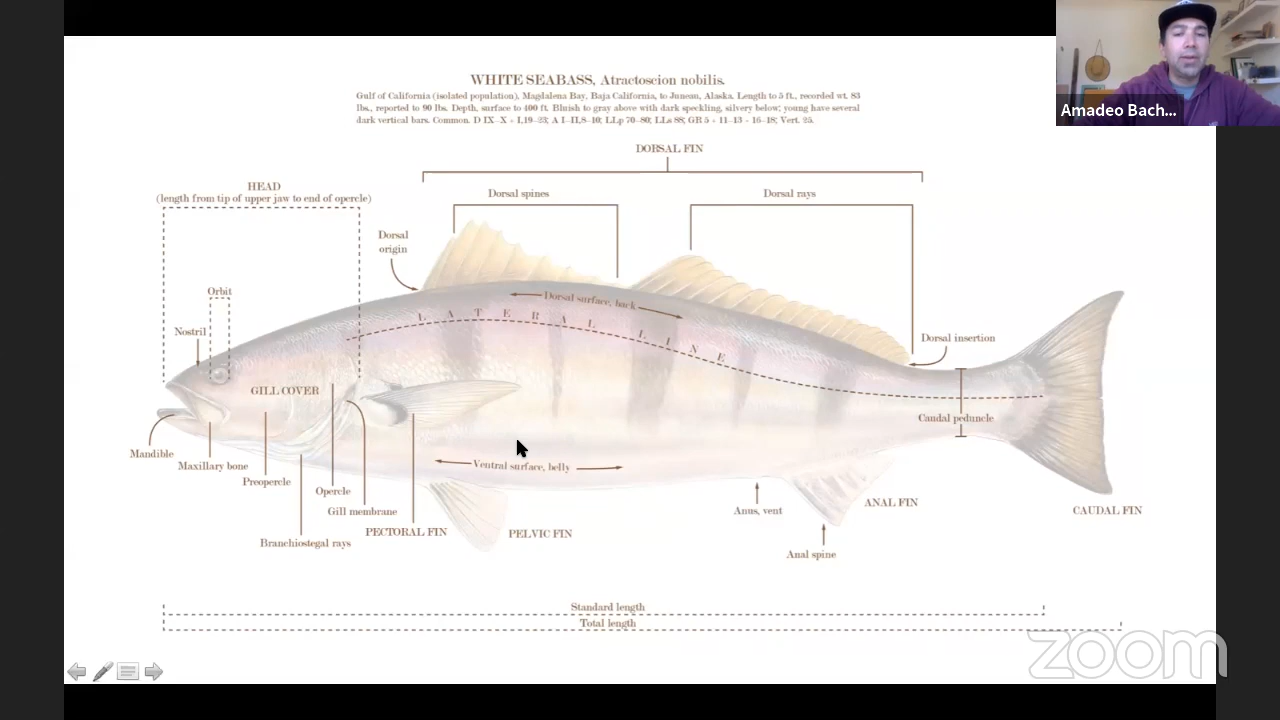 Amadeo Bach...
WHITE SEABASS, Atractoscion nobilis.
Gulf of California (isolated population), Magdalena Bay, Baja California, to Juneau, Alaska. Length to 5 ft., recorded wt. 83
lbs., reported to 90 lbs. Depth, surface to 400 ft. Bluish to gray above with dark speckling, silvery below; young have several
dark vertical bars. Common. D IX–X + I,19–23; A I–II,8–10; LLp 70–80; LLs 88; GR 5 + 11–13 = 16–18; Vert. 25.
DORSAL FIN
HEAD
(length from tip of upper jaw to end of opercle)
Dorsal spines
Dorsal rays
Dorsal
origin
Orbit
Dorsal surface, back
LATERAL LINE
Nostril
Dorsal insertion
GILL COVER
Caudal peduncle
Mandible
Maxillary bone
Ventral surface, belly
Preopercle
Opercle
Gill membrane
Anus, vent
ANAL FIN
CAUDAL FIN
PECTORAL FIN
PELVIC FIN
Branchiostegal rays
Anal spine
Standard length
Total length
zoom